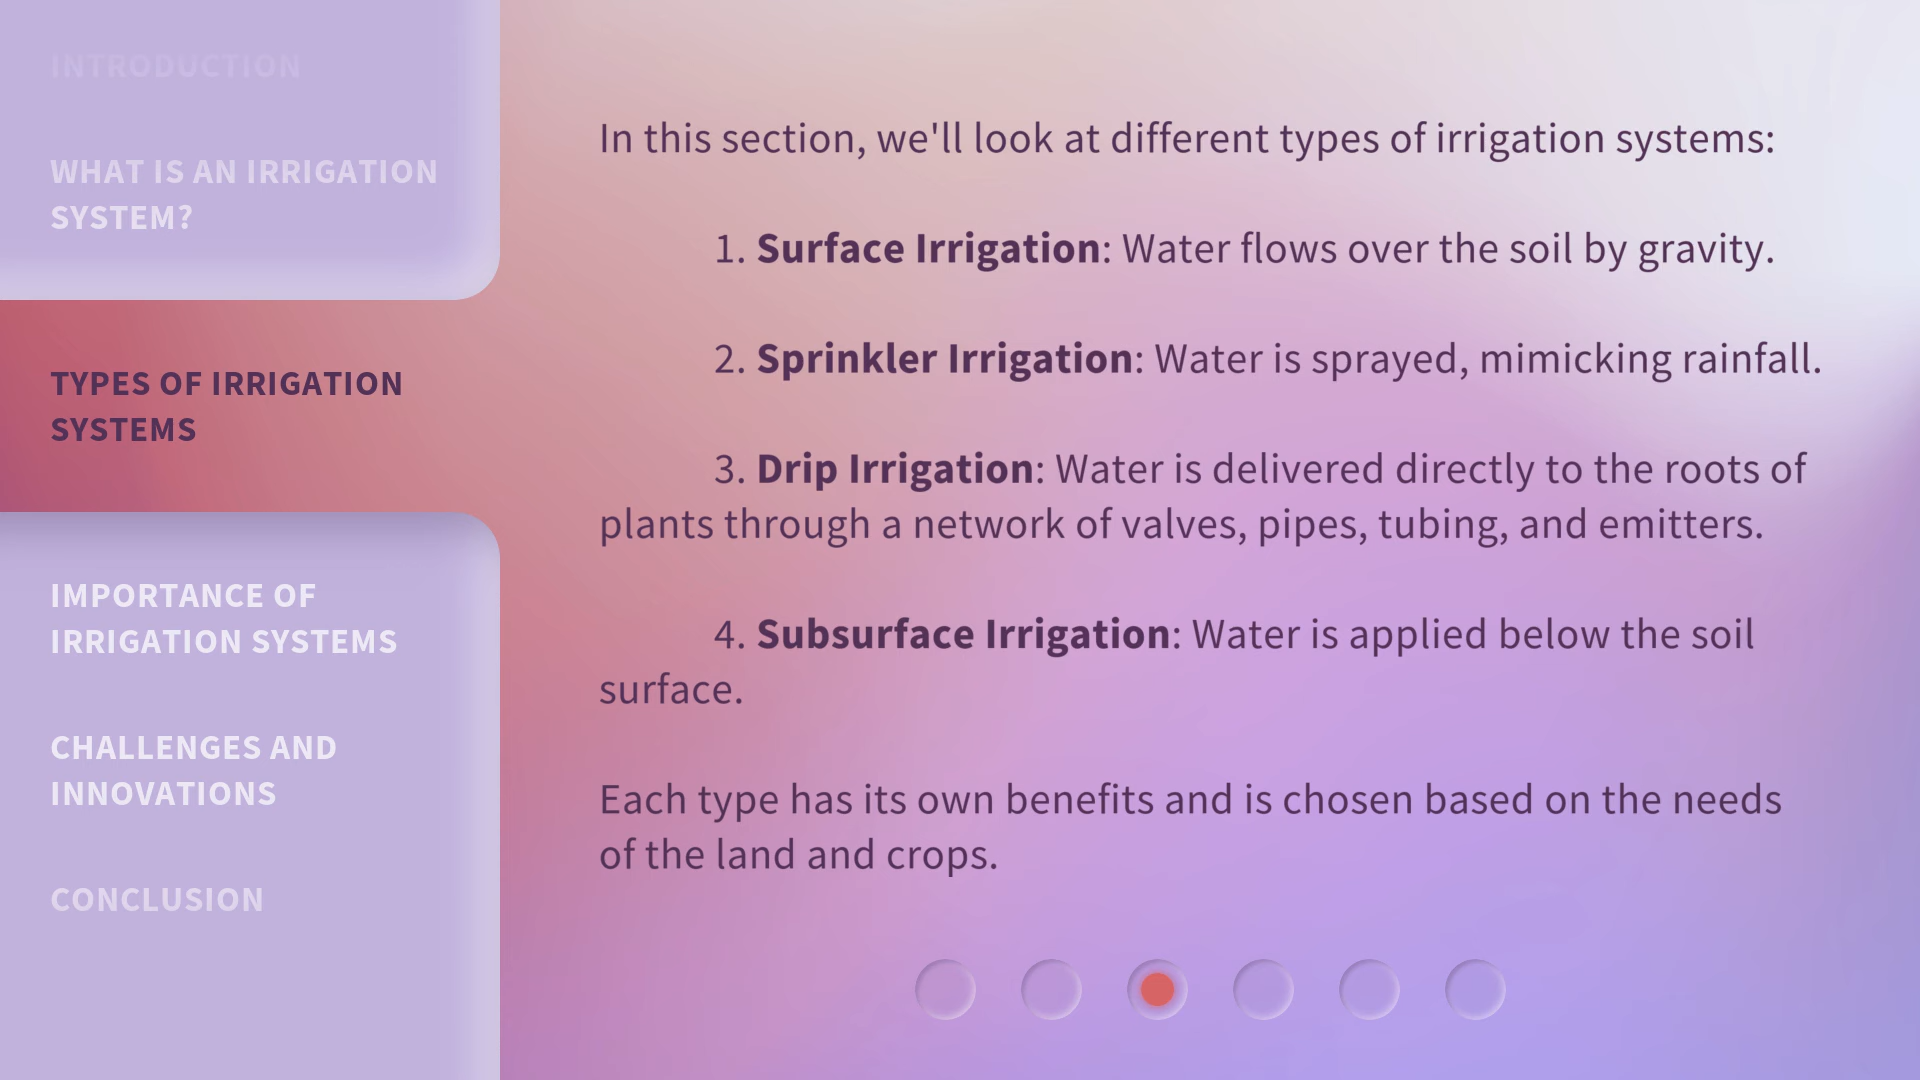 INTRODUCTION
WHAT IS AN IRRIGATION
SYSTEM?
TYPES OF IRRIGATION
SYSTEMS
IMPORTANCE OF
IRRIGATION SYSTEMS
CHALLENGES AND
INNOVATIONS
CONCLUSION
In this section, we'll look at different types of irrigation systems:
1. Surface Irrigation: Water flows over the soil by gravity.
2. Sprinkler Irrigation: Water is sprayed, mimicking rainfall.
3. Drip Irrigation: Water is delivered directly to the roots of
plants through a network of valves, pipes, tubing, and emitters.
4. Subsurface Irrigation: Water is applied below the soil
surface.
Each type has its own benefits and is chosen based on the needs
of the land and crops.